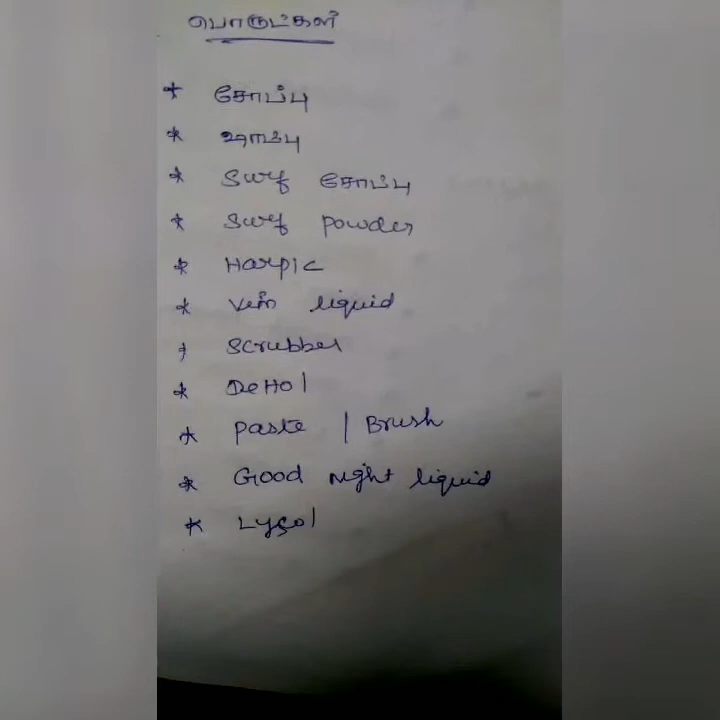 பொருட்கள்
* சோப்பு
* ஷாம்பு
* Surf சோப்பு
* Surf powder
* Harpic
* Vim liquid
* Scrubber
* Dettol
* Paste | Brush
* Good night liquid
* Lysol